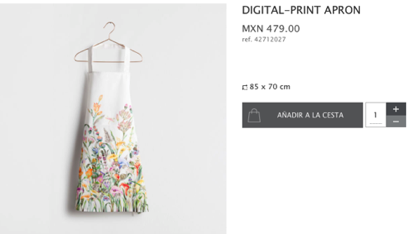 DIGITAL-PRINT APRON
MXN 479.00
ref. 42712027
85 x 70 cm
AÑADIR A LA CESTA
1
+
−